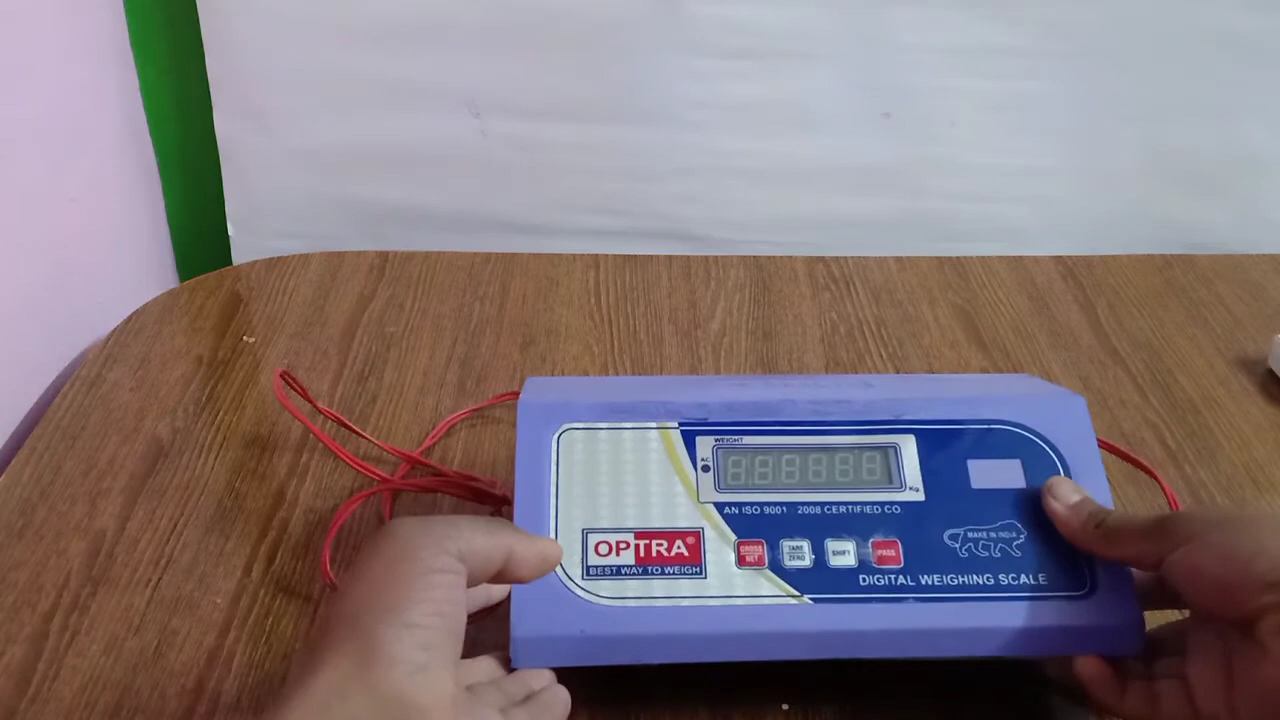 WEIGHT
AC
Kg
AN ISO 9001 : 2008 CERTIFIED CO.
OPTRA®
BEST WAY TO WEIGH
GROSS
NET
TARE
ZERO
SHIFT
PASS
MAKE IN INDIA
DIGITAL WEIGHING SCALE